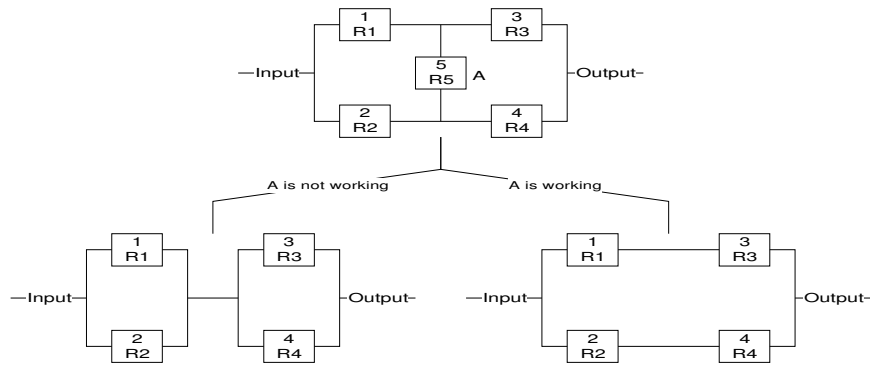 1
R1
3
R3
Input
5
R5
A
Output
2
R2
4
R4
A is not working
A is working
1
R1
3
R3
Input
Output
2
R2
4
R4
1
R1
3
R3
Input
Output
2
R2
4
R4